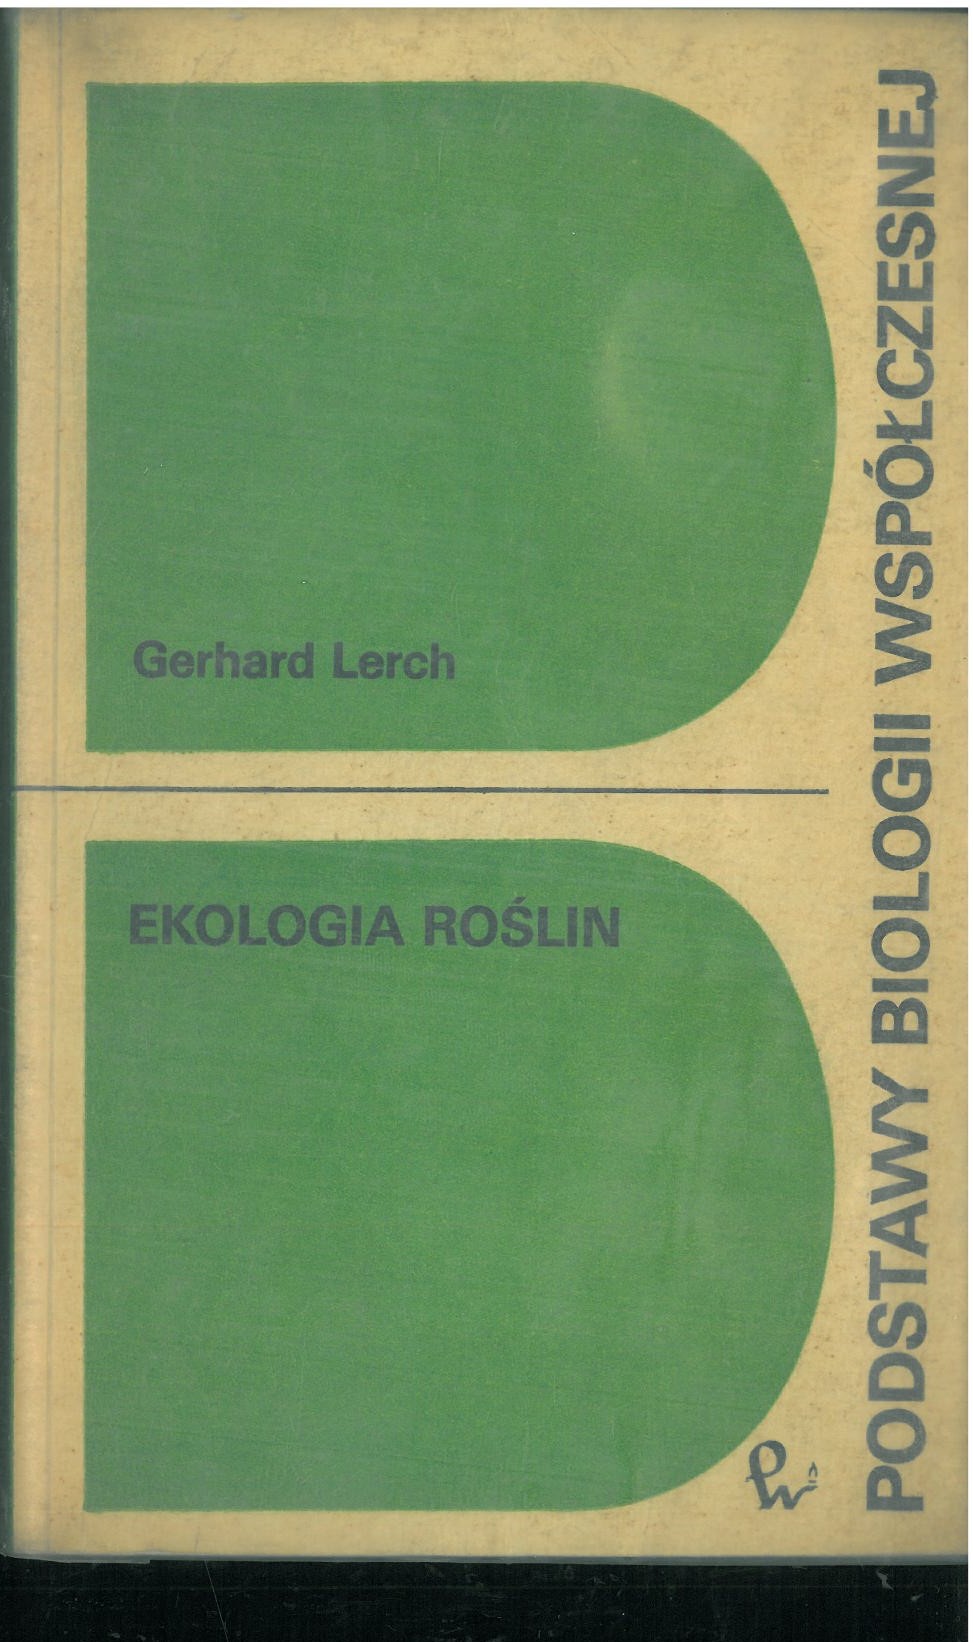 Gerhard Lerch
EKOLOGIA ROŚLIN
PODSTAWY BIOLOGII WSPÓŁCZESNEJ